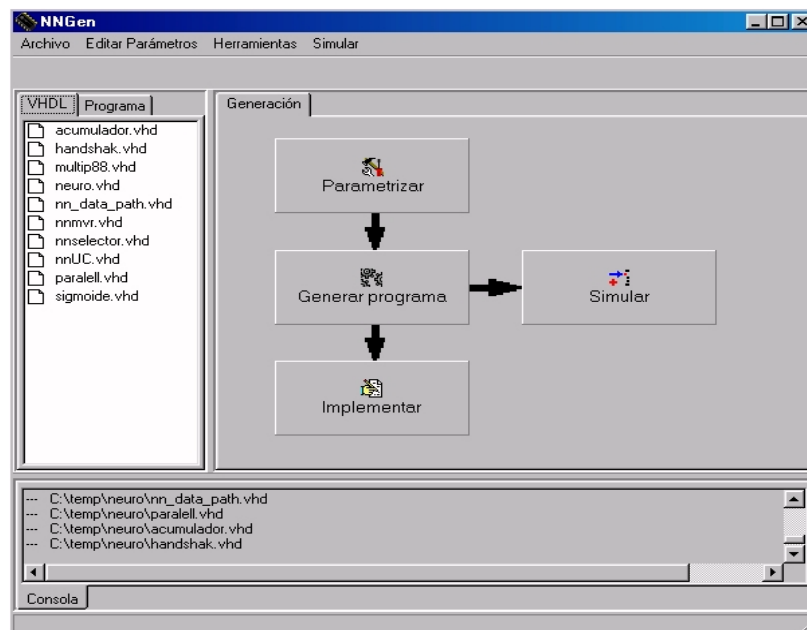 NNGen
Archivo Editar Parámetros Herramientas Simular
VHDL Programa
Generación
acumulador.vhd
handshak.vhd
multip88.vhd
neuro.vhd
nn_data_path.vhd
nnmvr.vhd
nnselector.vhd
nnUC.vhd
paralell.vhd
sigmoide.vhd
Parametrizar
Generar programa
Simular
Implementar
--- C:\temp\neuro\nn_data_path.vhd
--- C:\temp\neuro\paralell.vhd
--- C:\temp\neuro\acumulador.vhd
--- C:\temp\neuro\handshak.vhd
Consola